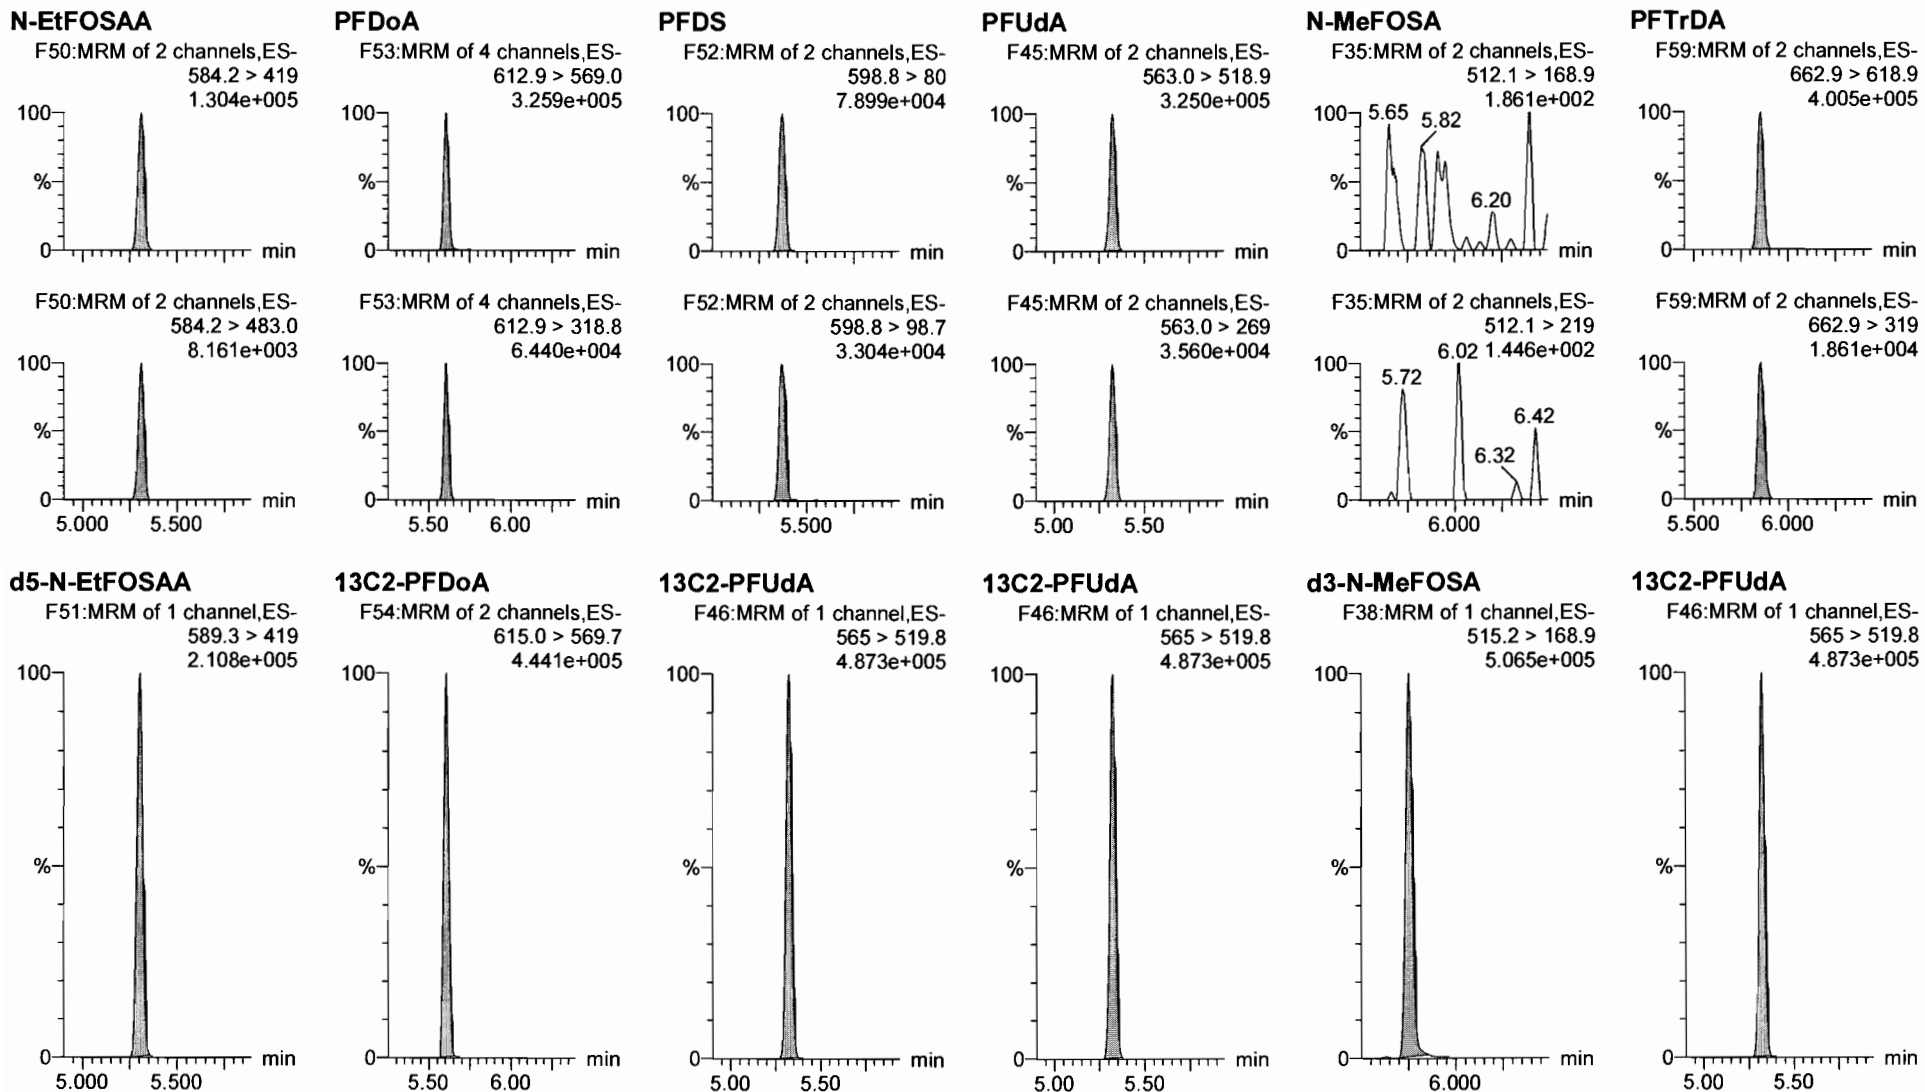 N-EtFOSAA
F50:MRM of 2 channels,ES-
584.2 > 419
1.304e+005
100
%
0
min
PFDoA
F53:MRM of 4 channels,ES-
612.9 > 569.0
3.259e+005
100
%
0
min
PFDS
F52:MRM of 2 channels,ES-
598.8 > 80
7.899e+004
100
%
0
min
PFUdA
F45:MRM of 2 channels,ES-
563.0 > 518.9
3.250e+005
100
%
0
min
N-MeFOSA
F35:MRM of 2 channels,ES-
512.1 > 168.9
1.861e+002
100
5.65
5.82
%
6.20
0
min
PFTrDA
F59:MRM of 2 channels,ES-
662.9 > 618.9
4.005e+005
100
%
0
min
F50:MRM of 2 channels,ES-
584.2 > 483.0
8.161e+003
100
%
0
min
5.000 5.500
F53:MRM of 4 channels,ES-
612.9 > 318.8
6.440e+004
100
%
0
min
5.50 6.00
F52:MRM of 2 channels,ES-
598.8 > 98.7
3.304e+004
100
%
0
min
5.500
F45:MRM of 2 channels,ES-
563.0 > 269
3.560e+004
100
%
0
min
5.00 5.50
F35:MRM of 2 channels,ES-
512.1 > 219
6.02 1.446e+002
100
5.72
6.42
%
6.32
0
min
6.000
F59:MRM of 2 channels,ES-
662.9 > 319
1.861e+004
100
%
0
min
5.500 6.000
d5-N-EtFOSAA
F51:MRM of 1 channel,ES-
589.3 > 419
2.108e+005
100
%
0
min
5.000 5.500
13C2-PFDoA
F54:MRM of 2 channels,ES-
615.0 > 569.7
4.441e+005
100
%
0
min
5.50 6.00
13C2-PFUdA
F46:MRM of 1 channel,ES-
565 > 519.8
4.873e+005
100
%
0
min
5.00 5.50
13C2-PFUdA
F46:MRM of 1 channel,ES-
565 > 519.8
4.873e+005
100
%
0
min
5.00 5.50
d3-N-MeFOSA
F38:MRM of 1 channel,ES-
515.2 > 168.9
5.065e+005
100
%
0
min
6.000
13C2-PFUdA
F46:MRM of 1 channel,ES-
565 > 519.8
4.873e+005
100
%
0
min
5.00 5.50